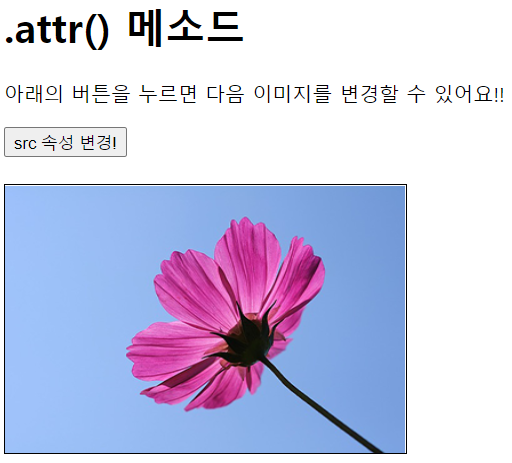 .attr() 메소드
아래의 버튼을 누르면 다음 이미지를 변경할 수 있어요!!
src 속성 변경!